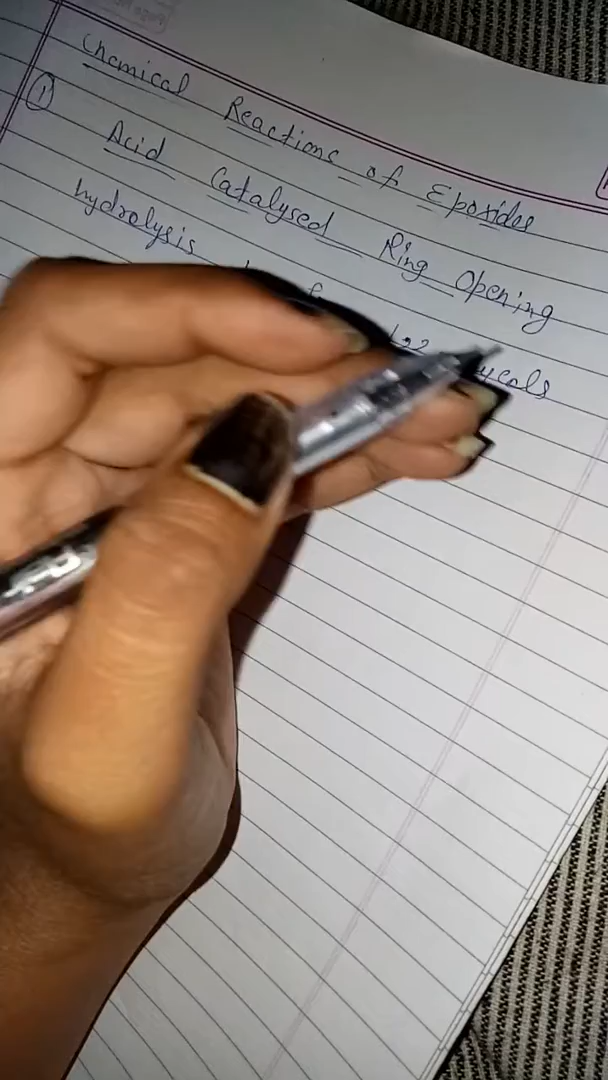 Chemical Reactions of Epoxides
① Acid Catalysed Ring Opening
hydrolysis